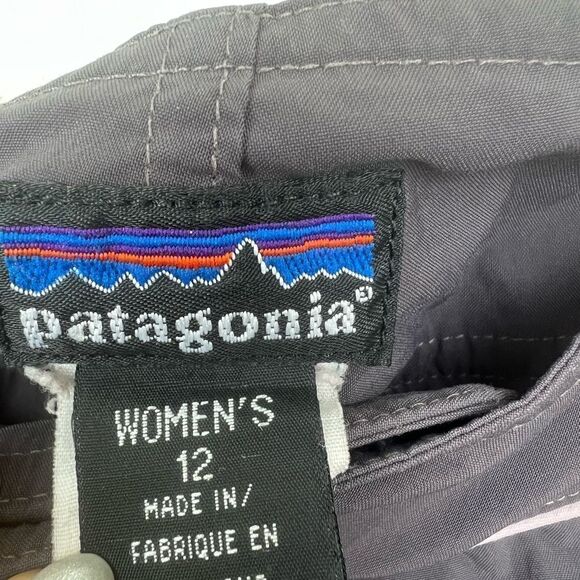 patagonia®
WOMEN'S
12
MADE IN/
FABRIQUE EN